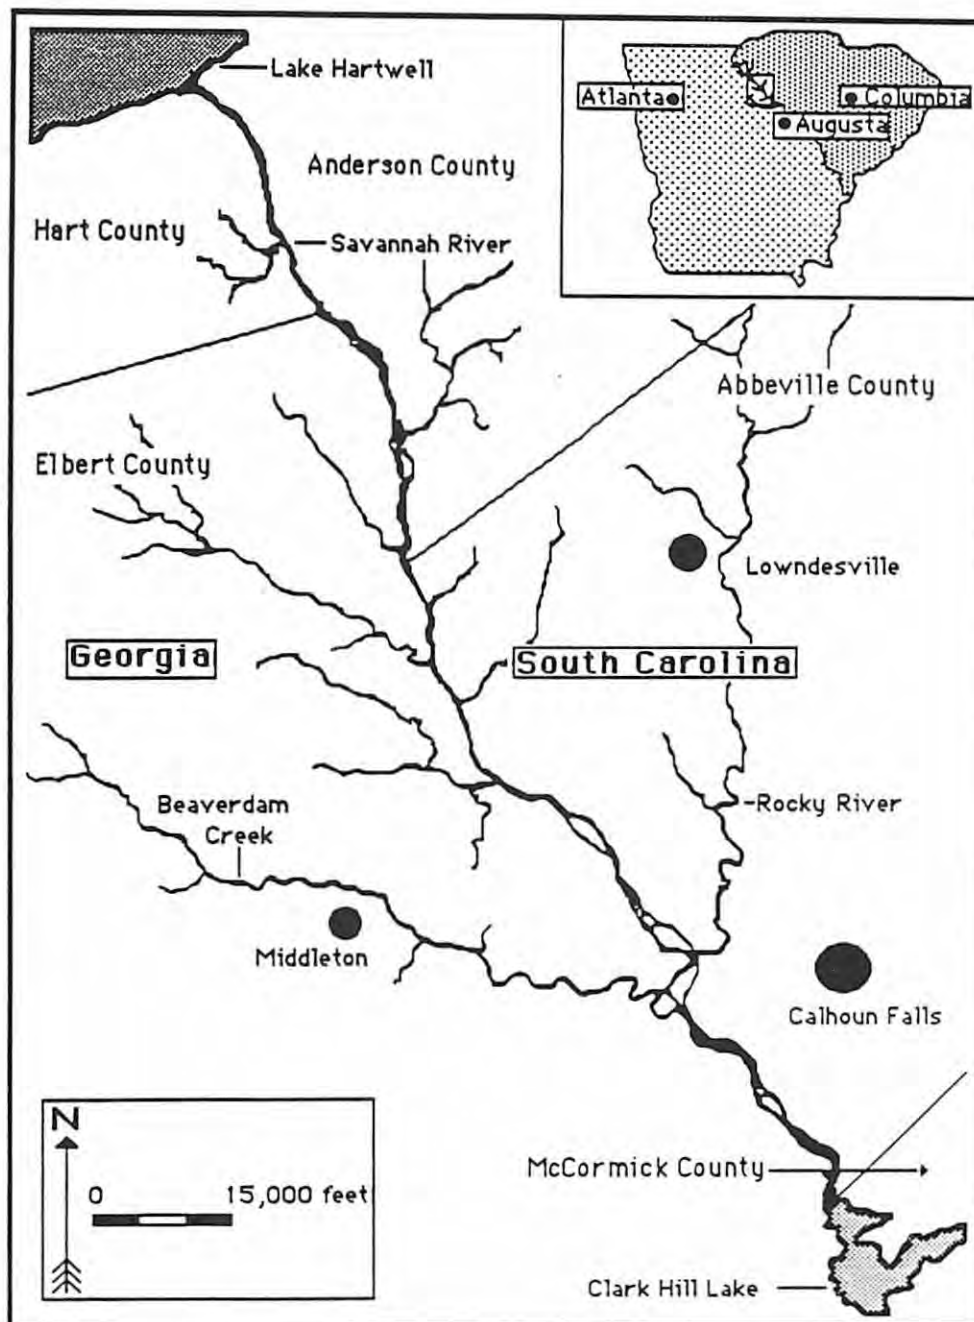 Lake Hartwell
Atlanta
Columbia
Augusta
Anderson County
Hart County
Savannah River
Abbeville County
Elbert County
Lowndesville
Georgia
South Carolina
Beaverdam
Creek
-Rocky River
Middleton
Calhoun Falls
N
0 15,000 feet
McCormick County
Clark Hill Lake